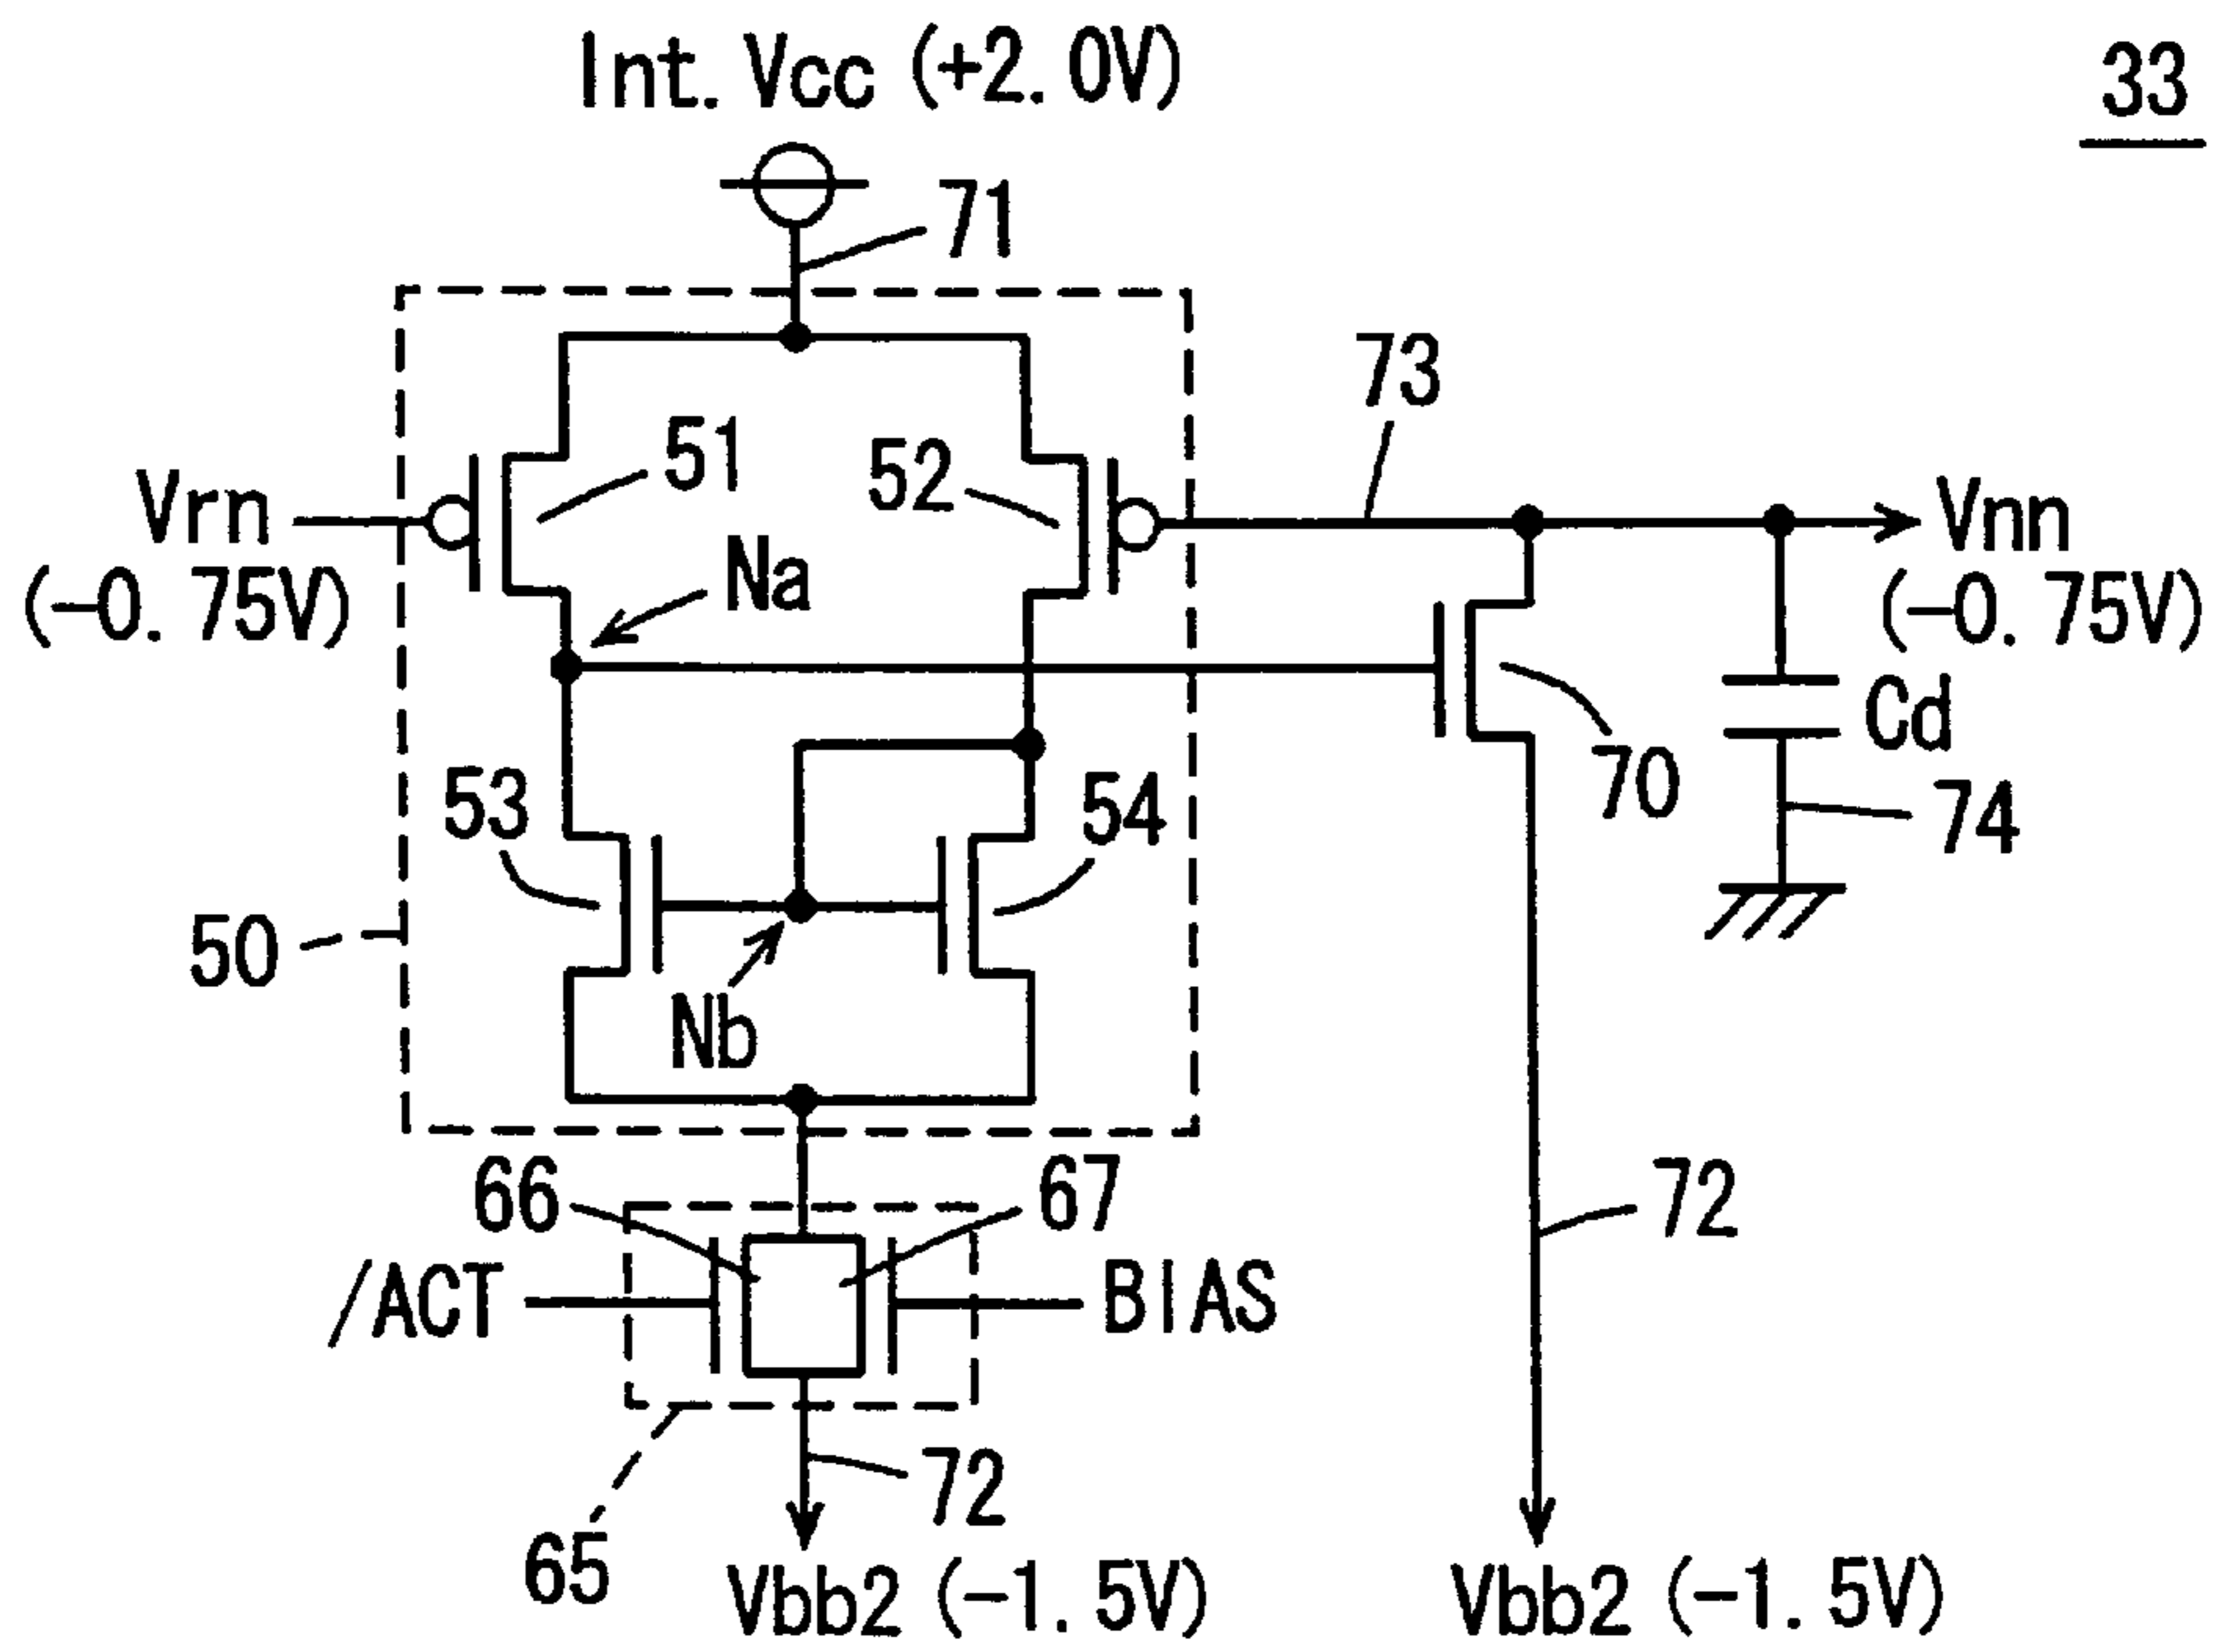 Int. Vcc (+2. 0V)
33
71
73
51
52
Vrn
(-0. 75V)
Na
Vnn
(-0. 75V)
Cd
70
53
54
74
50
Nb
66
67
72
/ACT
BIAS
72
65
Vbb2 (-1. 5V)
Vbb2 (-1. 5V)